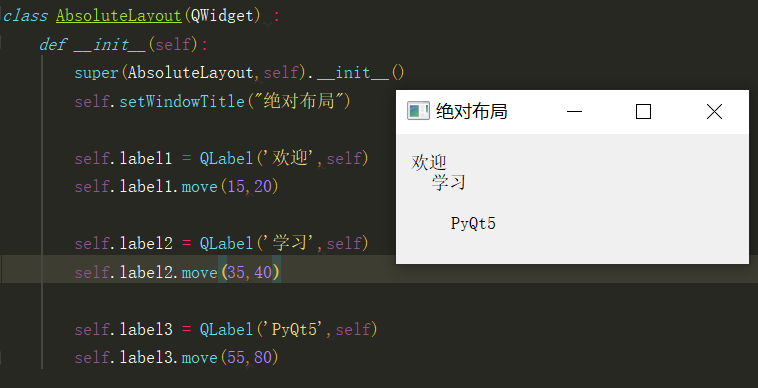 class AbsoluteLayout(QWidget) :
def __init__(self):
super(AbsoluteLayout,self).__init__()
self.setWindowTitle("绝对布局")
self.label1 = QLabel('欢迎',self)
self.label1.move(15,20)
self.label2 = QLabel('学习',self)
self.label2.move(35,40)
self.label3 = QLabel('PyQt5',self)
self.label3.move(55,80)
绝对布局
欢迎
学习
PyQt5